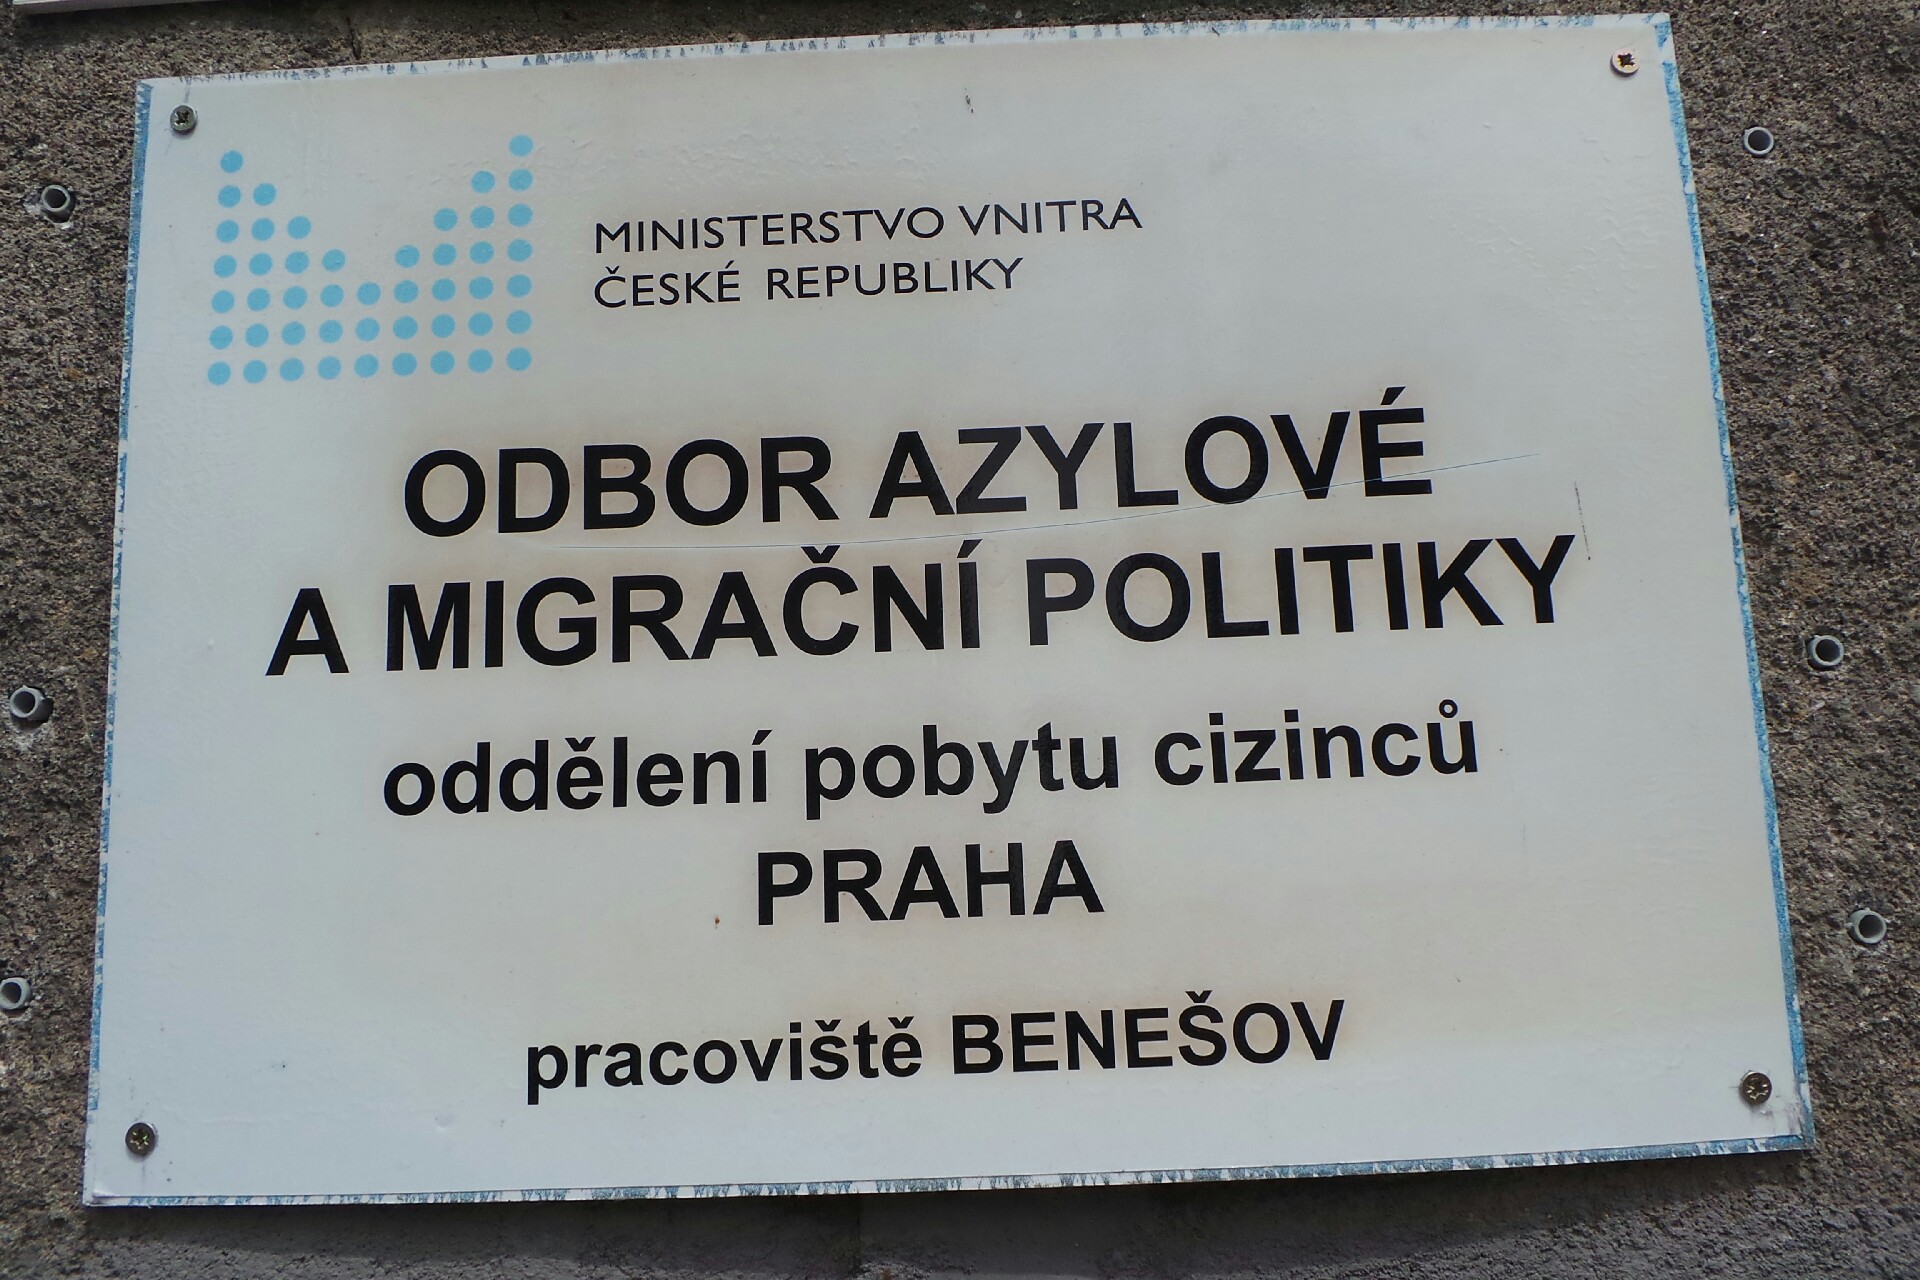 MINISTERSTVO VNITRA
ČESKÉ REPUBLIKY
ODBOR AZYLOVÉ
A MIGRAČNÍ POLITIKY
oddělení pobytu cizinců
PRAHA
pracoviště BENEŠOV